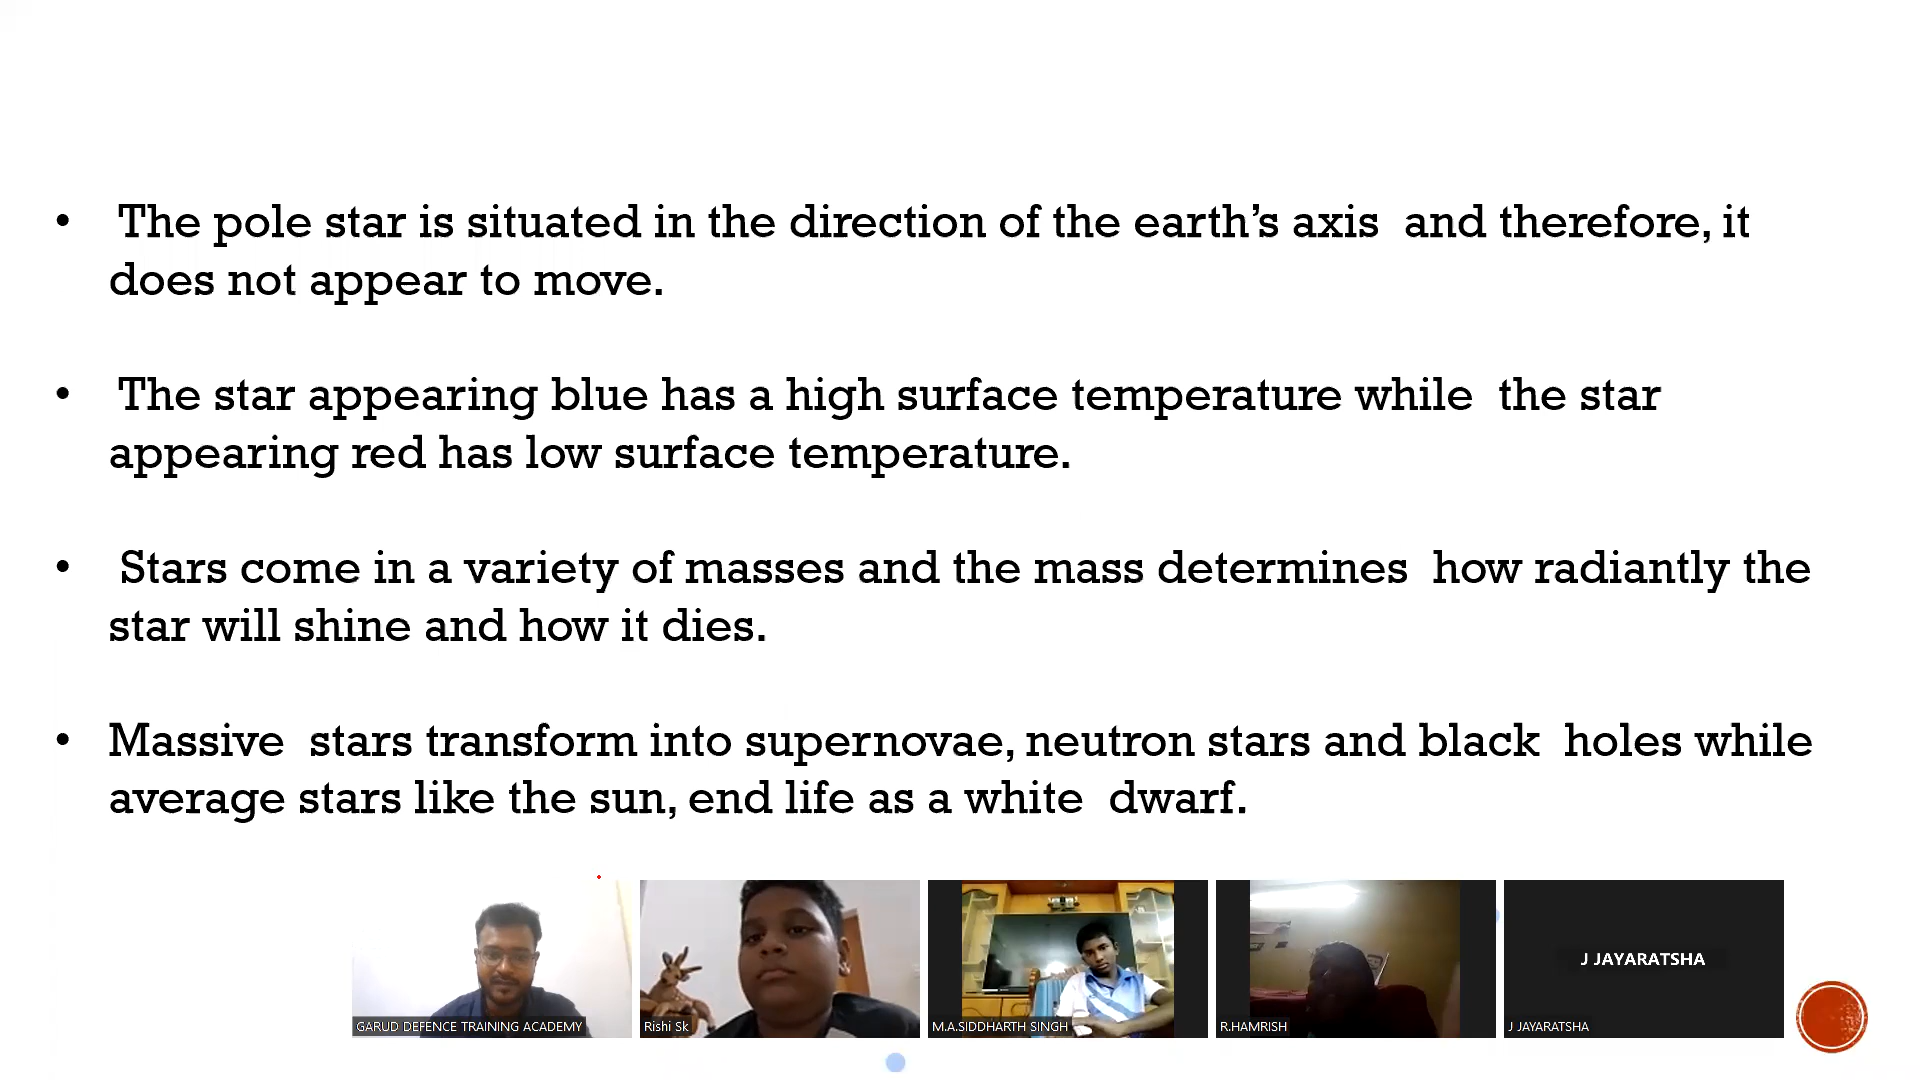 • The pole star is situated in the direction of the earth’s axis and therefore, it
does not appear to move.
• The star appearing blue has a high surface temperature while the star
appearing red has low surface temperature.
• Stars come in a variety of masses and the mass determines how radiantly the
star will shine and how it dies.
• Massive stars transform into supernovae, neutron stars and black holes while
average stars like the sun, end life as a white dwarf.
GARUD DEFENCE TRAINING ACADEMY
Rishi Sk
M.A.SIDDHARTH SINGH
R.HAMRISH
J JAYARATSHA
J JAYARATSHA